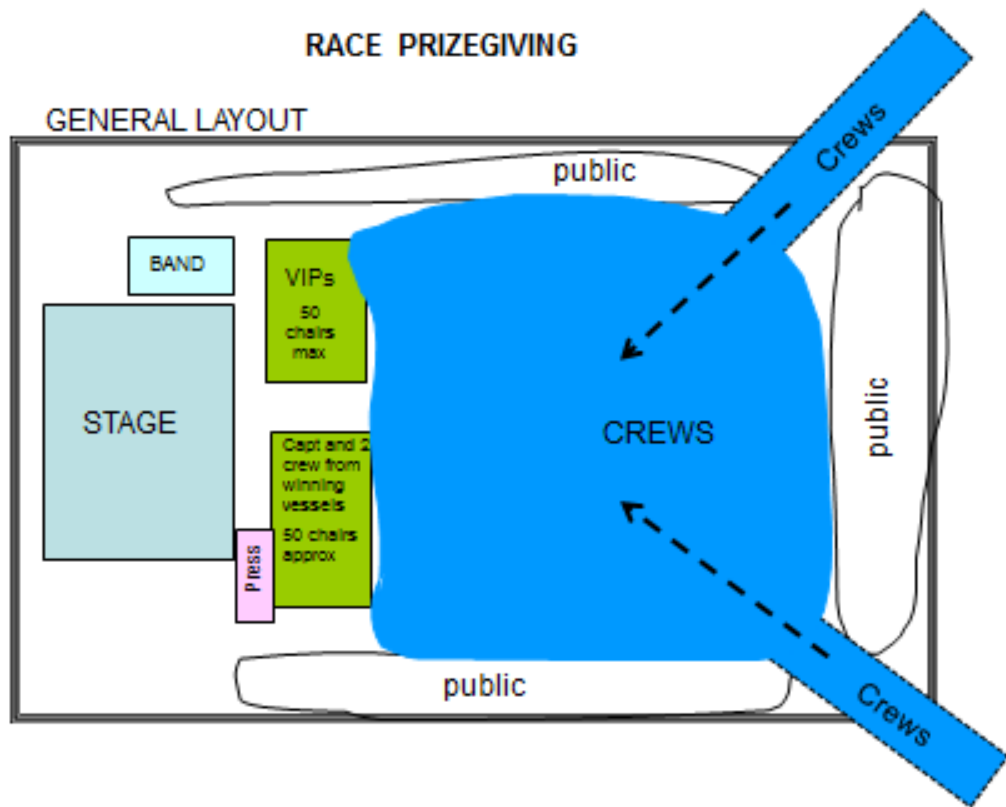 RACE PRIZEGIVING
GENERAL LAYOUT
Crews
public
BAND
VIPs
50
chairs
max
STAGE
CREWS
public
Capt and 2
crew from
winning
vessels
50 chairs
approx
Press
public
Crews